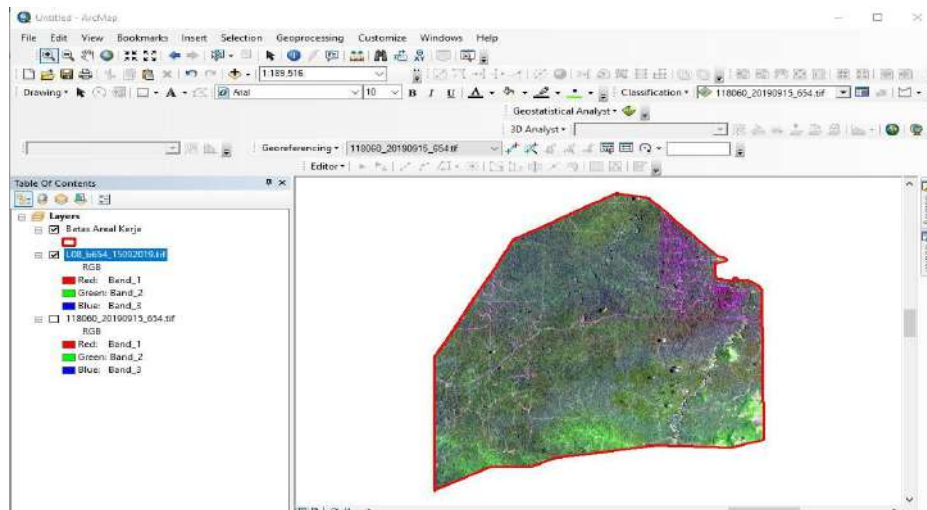 Untitled - ArcMap
File Edit View Bookmarks Insert Selection Geoprocessing Customize Windows Help
1:189.516
Drawing Arial 10 B I U A Classification 118060_20190915_654.tif
Geostatistical Analyst
3D Analyst
Georeferencing 118060_20190915_654.tif
Editor
Table Of Contents
Layers
Batas Areal Kerja
L08_b654_15092019.tif
RGB
Red: Band_1
Green: Band_2
Blue: Band_3
118060_20190915_654.tif
RGB
Red: Band_1
Green: Band_2
Blue: Band_3